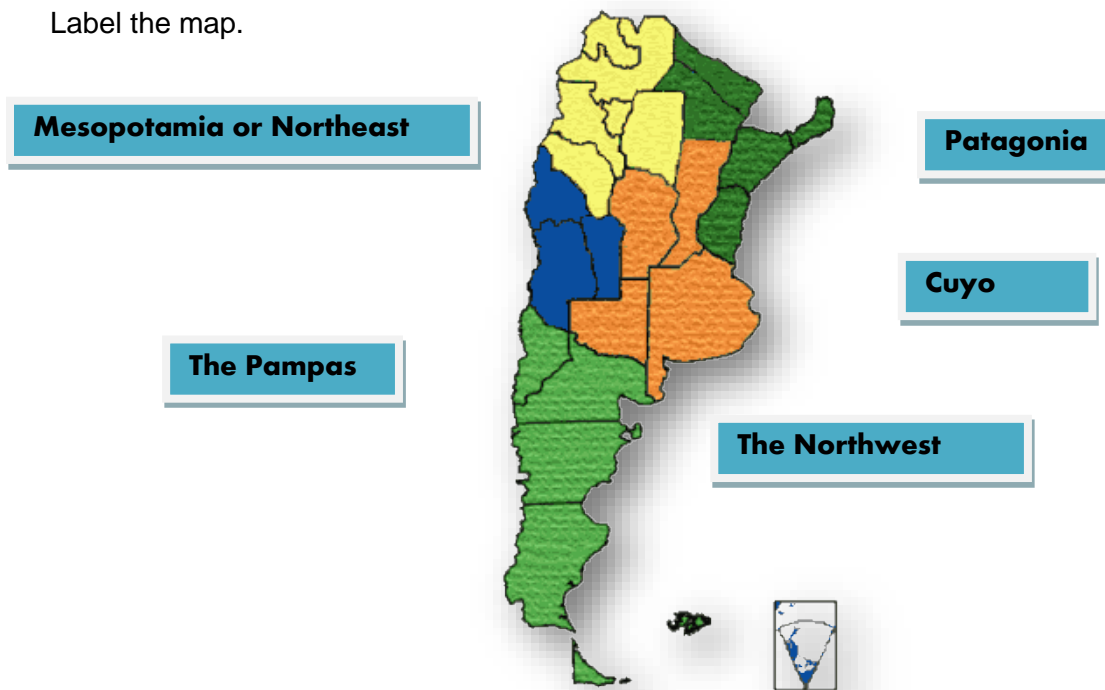 Label the map.
Mesopotamia or Northeast
Patagonia
Cuyo
The Pampas
The Northwest